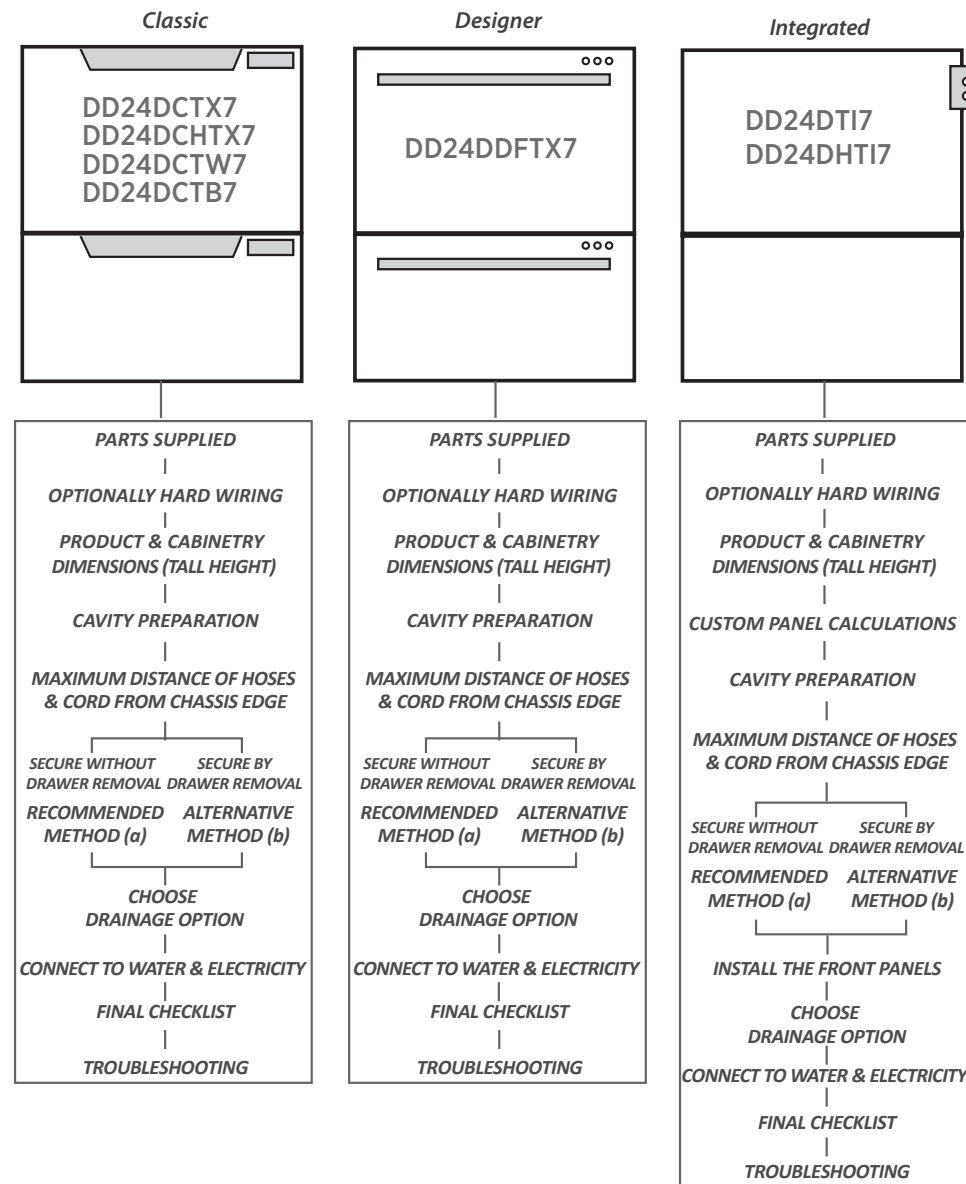 Classic
DD24DCTX7
DD24DCHTX7
DD24DCTW7
DD24DCTB7
PARTS SUPPLIED
OPTIONALLY HARD WIRING
PRODUCT & CABINETRY
DIMENSIONS (TALL HEIGHT)
CAVITY PREPARATION
MAXIMUM DISTANCE OF HOSES
& CORD FROM CHASSIS EDGE
SECURE WITHOUT
DRAWER REMOVAL
RECOMMENDED
METHOD (a)
SECURE BY
DRAWER REMOVAL
ALTERNATIVE
METHOD (b)
CHOOSE
DRAINAGE OPTION
CONNECT TO WATER & ELECTRICITY
FINAL CHECKLIST
TROUBLESHOOTING
Designer
DD24DDFTX7
PARTS SUPPLIED
OPTIONALLY HARD WIRING
PRODUCT & CABINETRY
DIMENSIONS (TALL HEIGHT)
CAVITY PREPARATION
MAXIMUM DISTANCE OF HOSES
& CORD FROM CHASSIS EDGE
SECURE WITHOUT
DRAWER REMOVAL
RECOMMENDED
METHOD (a)
SECURE BY
DRAWER REMOVAL
ALTERNATIVE
METHOD (b)
CHOOSE
DRAINAGE OPTION
CONNECT TO WATER & ELECTRICITY
FINAL CHECKLIST
TROUBLESHOOTING
Integrated
DD24DTI7
DD24DHTI7
PARTS SUPPLIED
OPTIONALLY HARD WIRING
PRODUCT & CABINETRY
DIMENSIONS (TALL HEIGHT)
CUSTOM PANEL CALCULATIONS
CAVITY PREPARATION
MAXIMUM DISTANCE OF HOSES
& CORD FROM CHASSIS EDGE
SECURE WITHOUT
DRAWER REMOVAL
RECOMMENDED
METHOD (a)
SECURE BY
DRAWER REMOVAL
ALTERNATIVE
METHOD (b)
INSTALL THE FRONT PANELS
CHOOSE
DRAINAGE OPTION
CONNECT TO WATER & ELECTRICITY
FINAL CHECKLIST
TROUBLESHOOTING